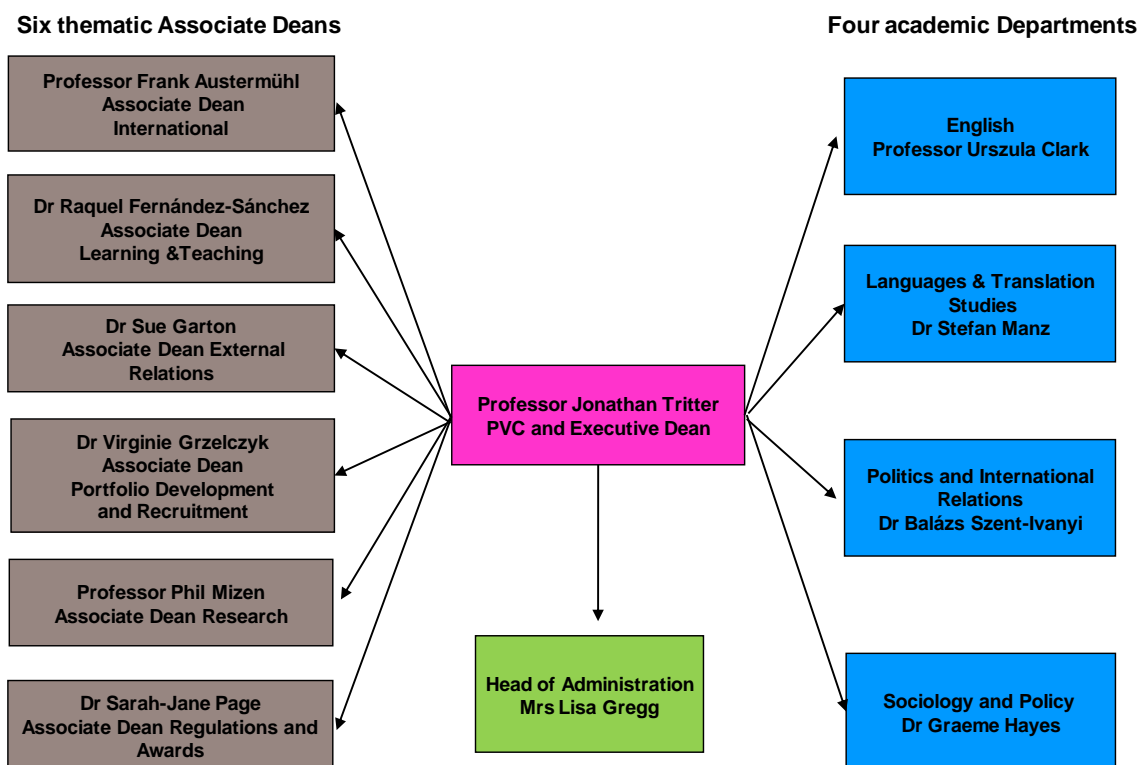 Six thematic Associate Deans
Four academic Departments
Professor Frank Austermühl
Associate Dean
International
Dr Raquel Fernández-Sánchez
Associate Dean
Learning &Teaching
Dr Sue Garton
Associate Dean External
Relations
Dr Virginie Grzelczyk
Associate Dean
Portfolio Development
and Recruitment
Professor Phil Mizen
Associate Dean Research
Dr Sarah-Jane Page
Associate Dean Regulations and
Awards
Professor Jonathan Tritter
PVC and Executive Dean
Head of Administration
Mrs Lisa Gregg
English
Professor Urszula Clark
Languages & Translation
Studies
Dr Stefan Manz
Politics and International
Relations
Dr Balázs Szent-Ivanyi
Sociology and Policy
Dr Graeme Hayes